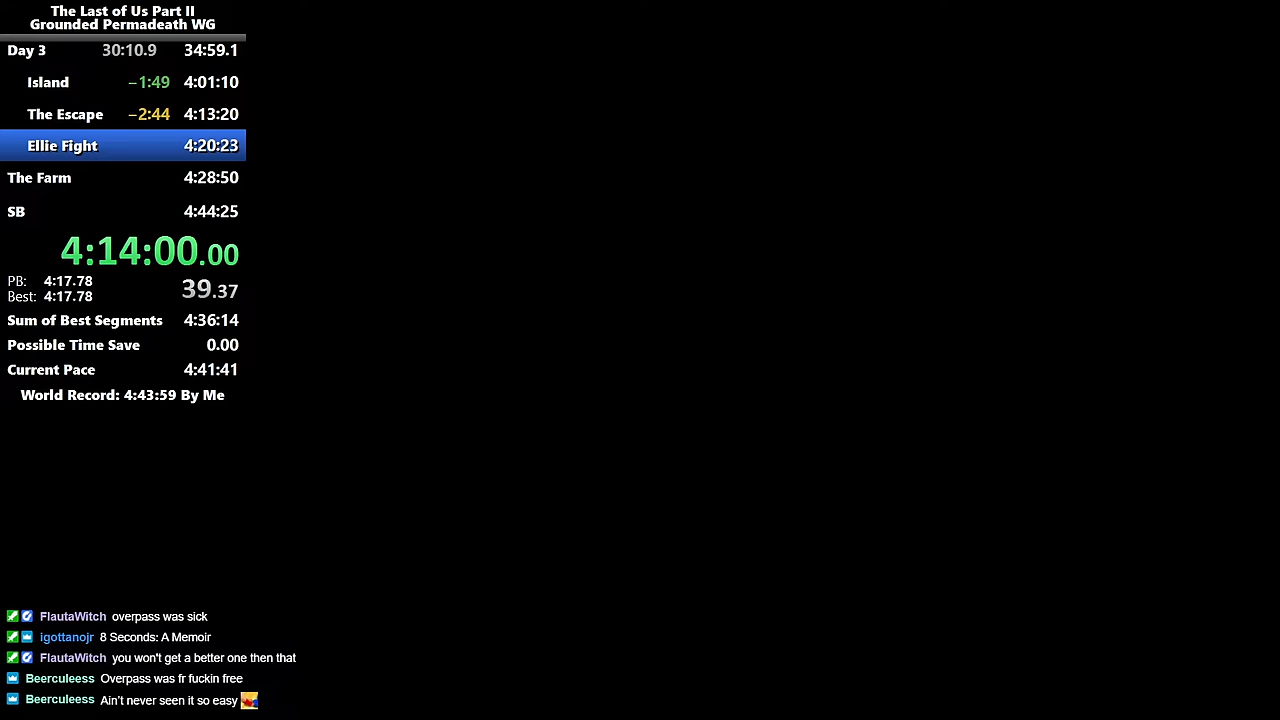 The Last of Us Part II
Grounded Permadeath WG
Day 3 30:10.9 34:59.1
Island −1:49 4:01:10
The Escape −2:44 4:13:20
Ellie Fight 4:20:23
The Farm 4:28:50
SB 4:44:25
4:14:00.00
PB: 4:17.78 39.37
Best: 4:17.78
Sum of Best Segments 4:36:14
Possible Time Save 0.00
Current Pace 4:41:41
World Record: 4:43:59 By Me
FlautaWitch overpass was sick
igottanojr 8 Seconds: A Memoir
FlautaWitch you won't get a better one then that
Beerculeess Overpass was fr fuckin free
Beerculeess Ain't never seen it so easy